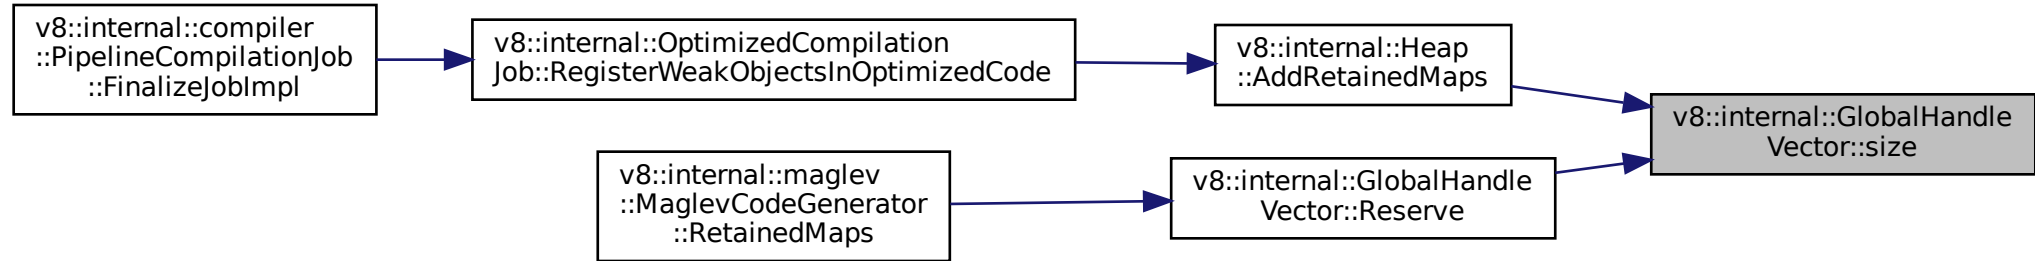 v8::internal::compiler
::PipelineCompilationJob
::FinalizeJobImpl
v8::internal::OptimizedCompilation
Job::RegisterWeakObjectsInOptimizedCode
v8::internal::Heap
::AddRetainedMaps
v8::internal::GlobalHandle
Vector::size
v8::internal::maglev
::MaglevCodeGenerator
::RetainedMaps
v8::internal::GlobalHandle
Vector::Reserve